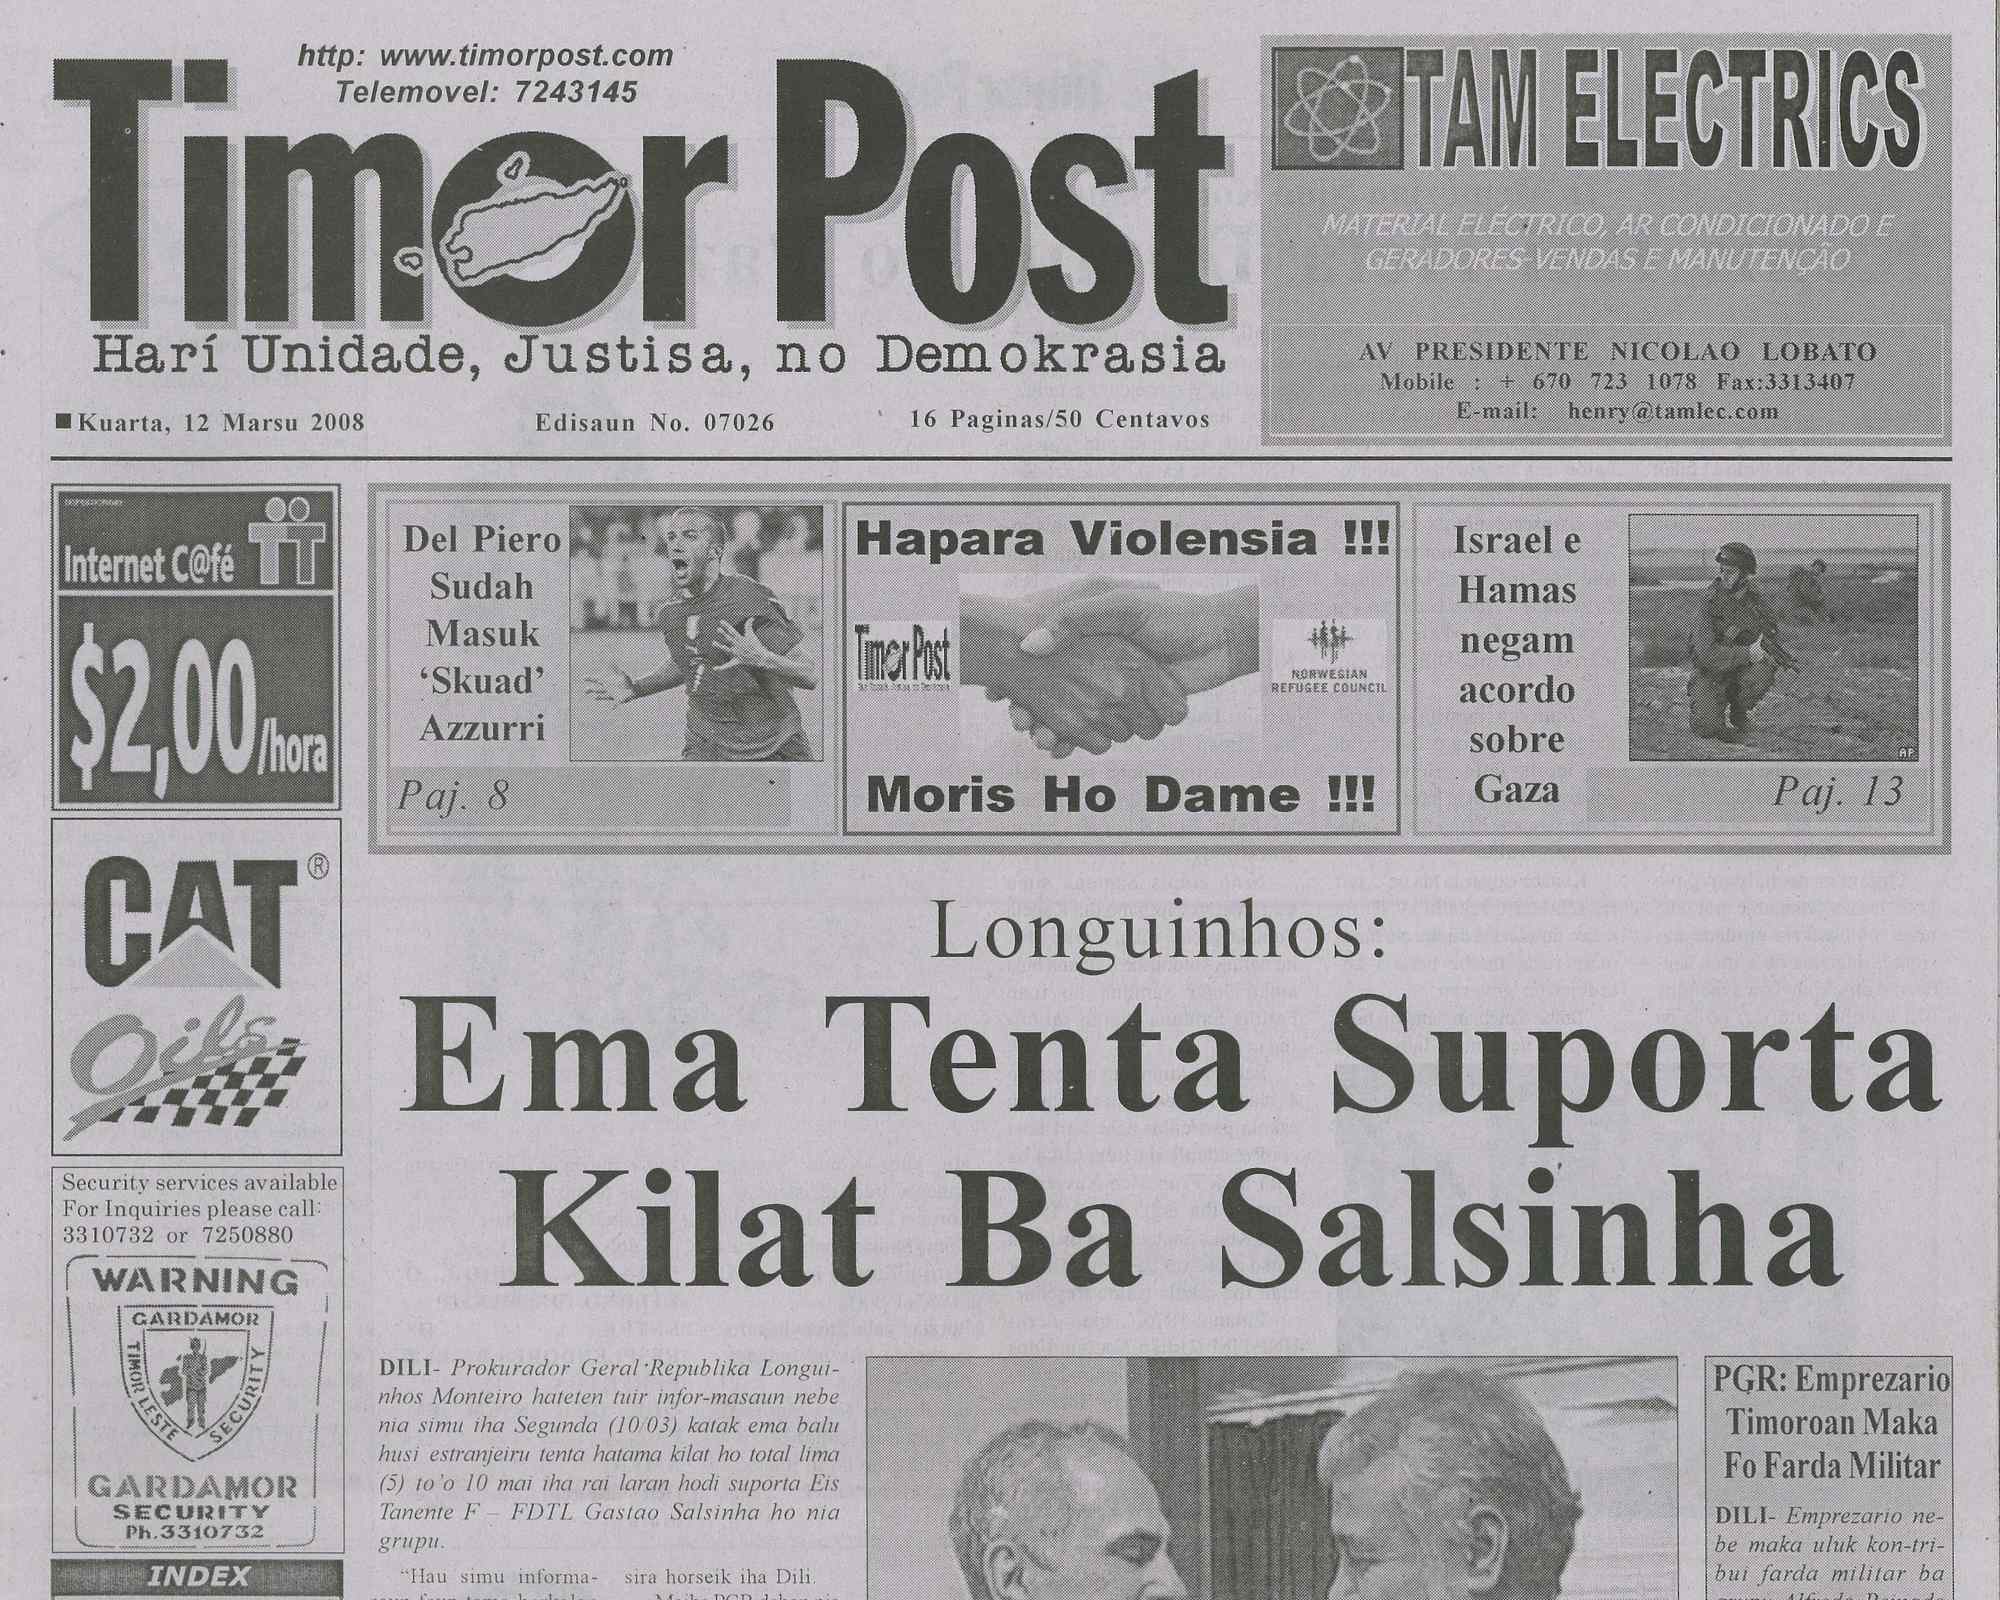 http: www.timorpost.com
Telemovel: 7243145
Timor Post
Harí Unidade, Justisa, no Demokrasia
Kuarta, 12 Marsu 2008
Edisaun No. 07026
16 Paginas/50 Centavos
TAM ELECTRICS
MATERIAL ELÉCTRICO, AR CONDICIONADO E
GERADORES-VENDAS E MANUTENÇÃO
AV PRESIDENTE NICOLAO LOBATO
Mobile : + 670 723 1078 Fax:3313407
E-mail: henry@tamlec.com
Internet C@fé
$2,00/hora
CAT®
Oils
Security services available
For Inquiries please call:
3310732 or 7250880
WARNING
GARDAMOR
TIMOR LESTE
SECURITY
GARDAMOR
SECURITY
Ph.3310732
INDEX
Del Piero
Sudah
Masuk
‘Skuad’
Azzurri
Paj. 8
Hapara Violensia !!!
Timor Post
NORWEGIAN
REFUGEE COUNCIL
Moris Ho Dame !!!
Israel e
Hamas
negam
acordo
sobre
Gaza
AP
Paj. 13
Longuinhos:
Ema Tenta Suporta
Kilat Ba Salsinha
DILI- Prokurador Geral Republika Longui-
nhos Monteiro hateten tuir infor-masaun nebe
nia simu iha Segunda (10/03) katak ema balu
husi estranjeiru tenta hatama kilat ho total lima
(5) to'o 10 mai iha rai laran hodi suporta Eis
Tanente F – FDTL Gastao Salsinha ho nia
grupu.
“Hau simu informa-
sira horseik iha Dili.
PGR: Emprezario
Timoroan Maka
Fo Farda Militar
DILI- Emprezario ne-
be maka uluk kon-tri-
bui farda militar ba